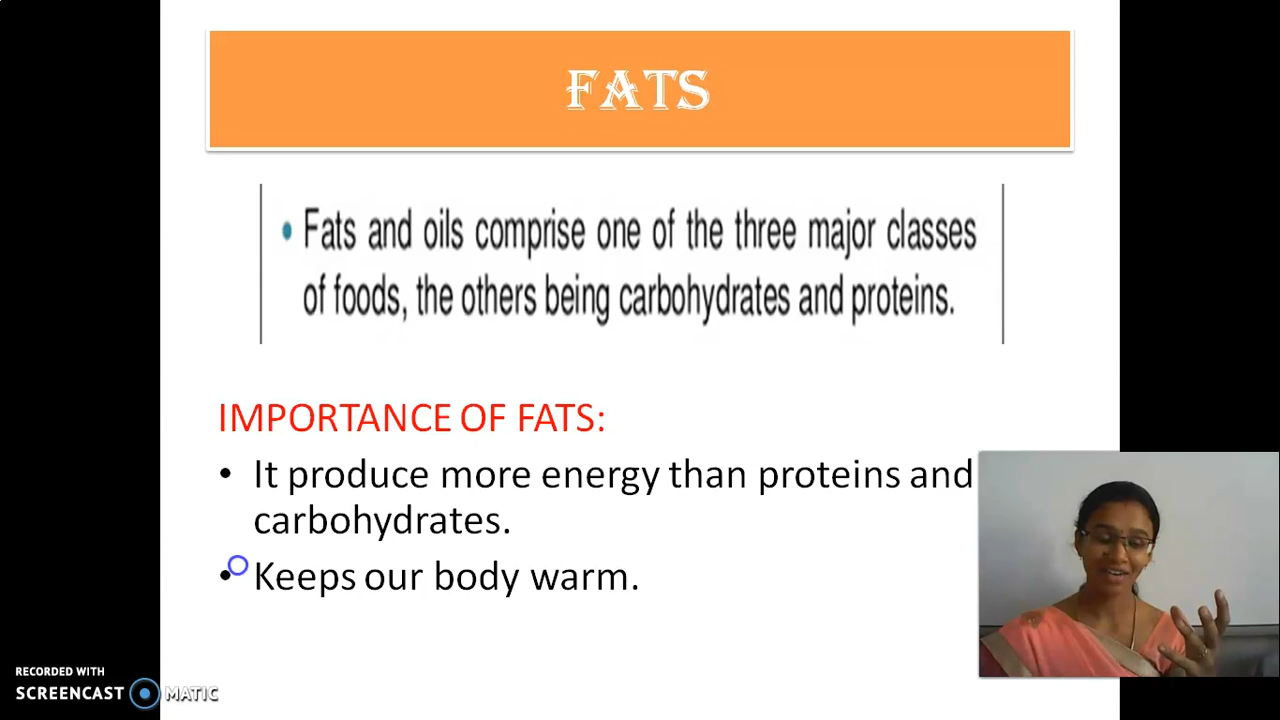 FATS
• Fats and oils comprise one of the three major classes
of foods, the others being carbohydrates and proteins.
IMPORTANCE OF FATS:
• It produce more energy than proteins and
carbohydrates.
• Keeps our body warm.
RECORDED WITH
SCREENCAST MATIC